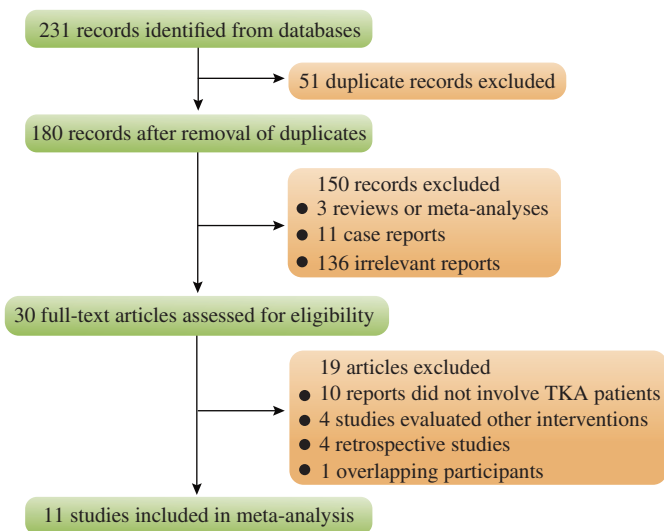 231 records identified from databases
51 duplicate records excluded
180 records after removal of duplicates
150 records excluded
● 3 reviews or meta-analyses
● 11 case reports
● 136 irrelevant reports
30 full-text articles assessed for eligibility
19 articles excluded
● 10 reports did not involve TKA patients
● 4 studies evaluated other interventions
● 4 retrospective studies
● 1 overlapping participants
11 studies included in meta-analysis